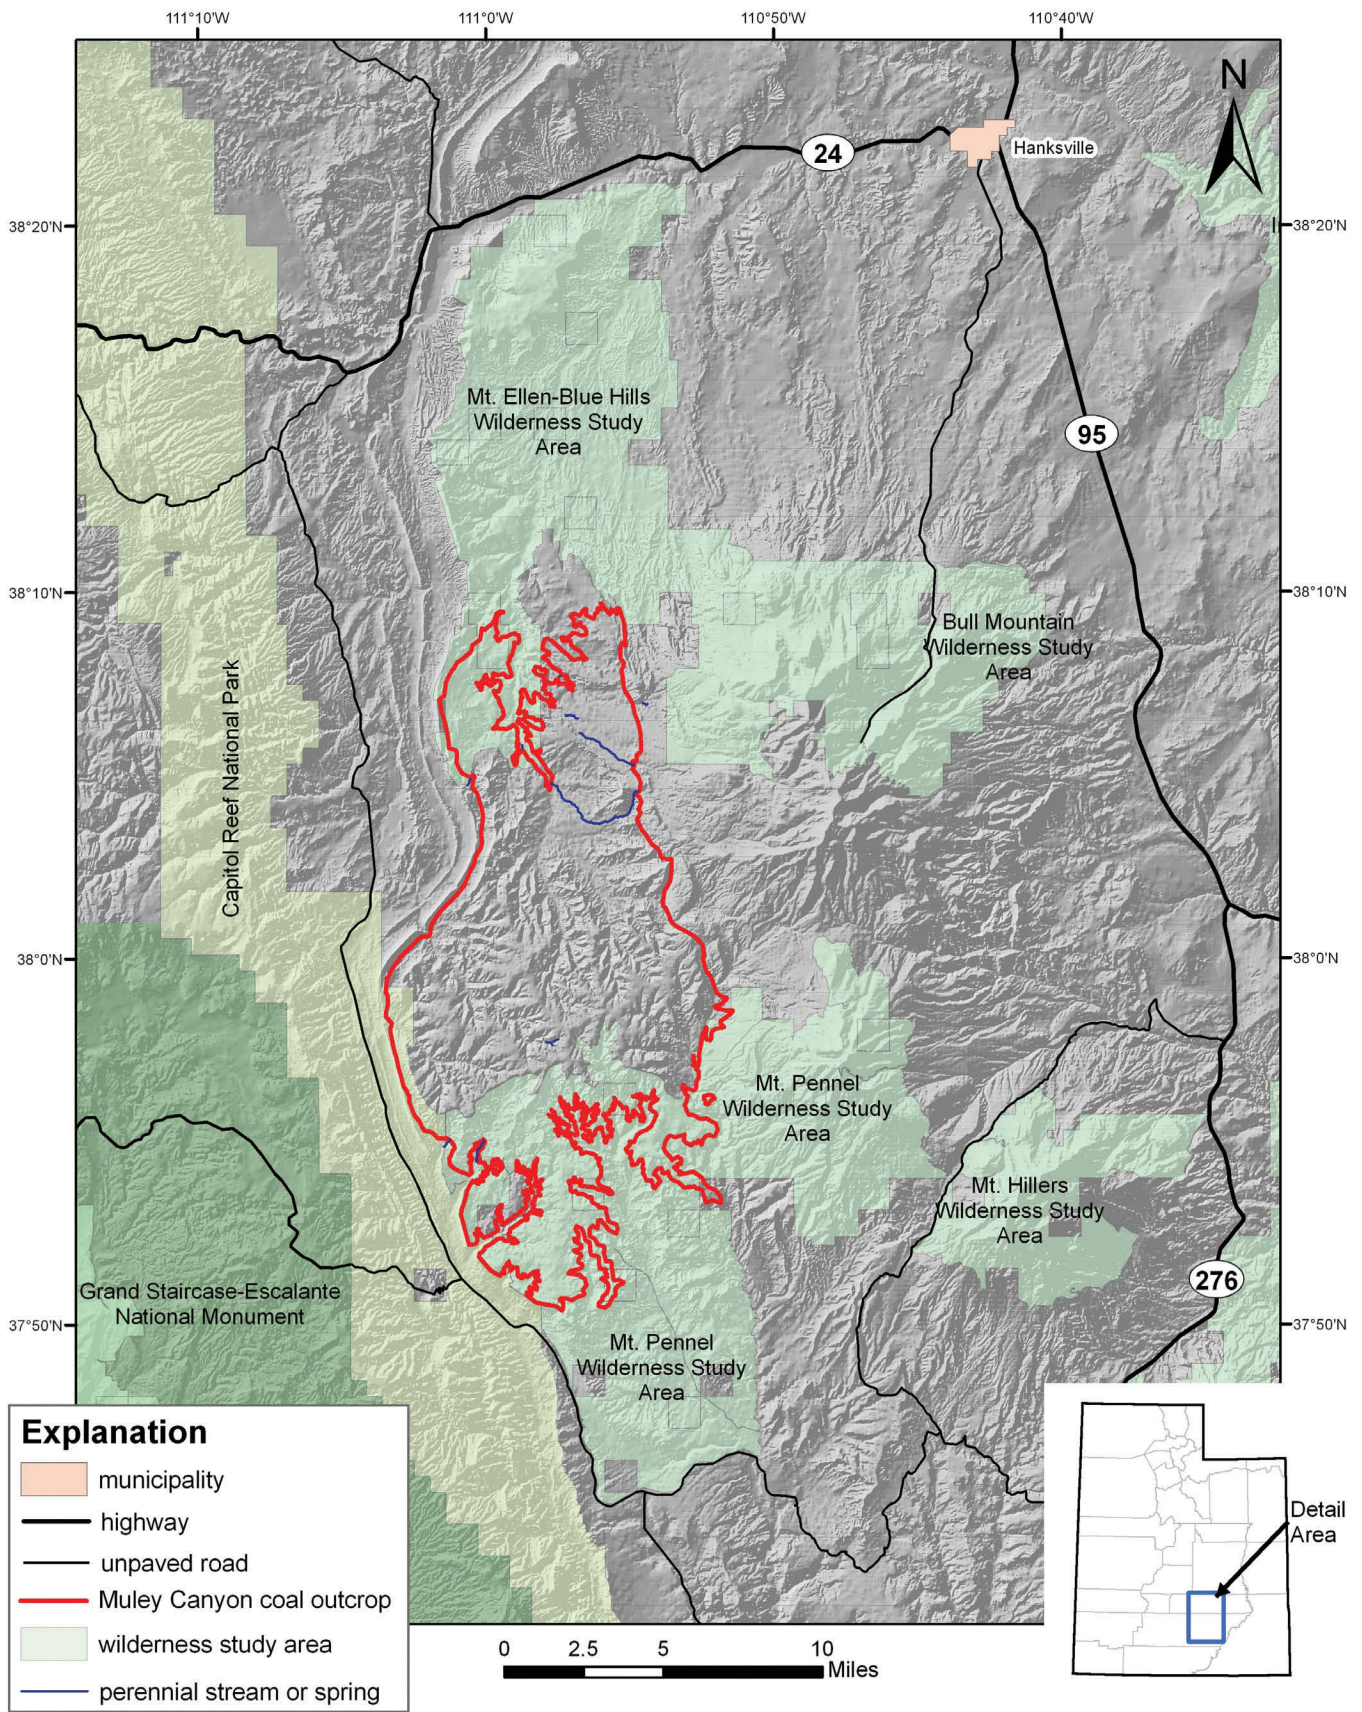 111°10'W
111°0'W
110°50'W
110°40'W
N
24
Hanksville
38°20'N
38°20'N
Mt. Ellen-Blue Hills
Wilderness Study
Area
95
38°10'N
38°10'N
Bull Mountain
Wilderness Study
Area
Capitol Reef National Park
38°0'N
38°0'N
Mt. Pennel
Wilderness Study
Area
Mt. Hillers
Wilderness Study
Area
276
Grand Staircase-Escalante
National Monument
37°50'N
37°50'N
Mt. Pennel
Wilderness Study
Area
Explanation
municipality
highway
unpaved road
Muley Canyon coal outcrop
wilderness study area
perennial stream or spring
0
2.5
5
10
Miles
Detail
Area